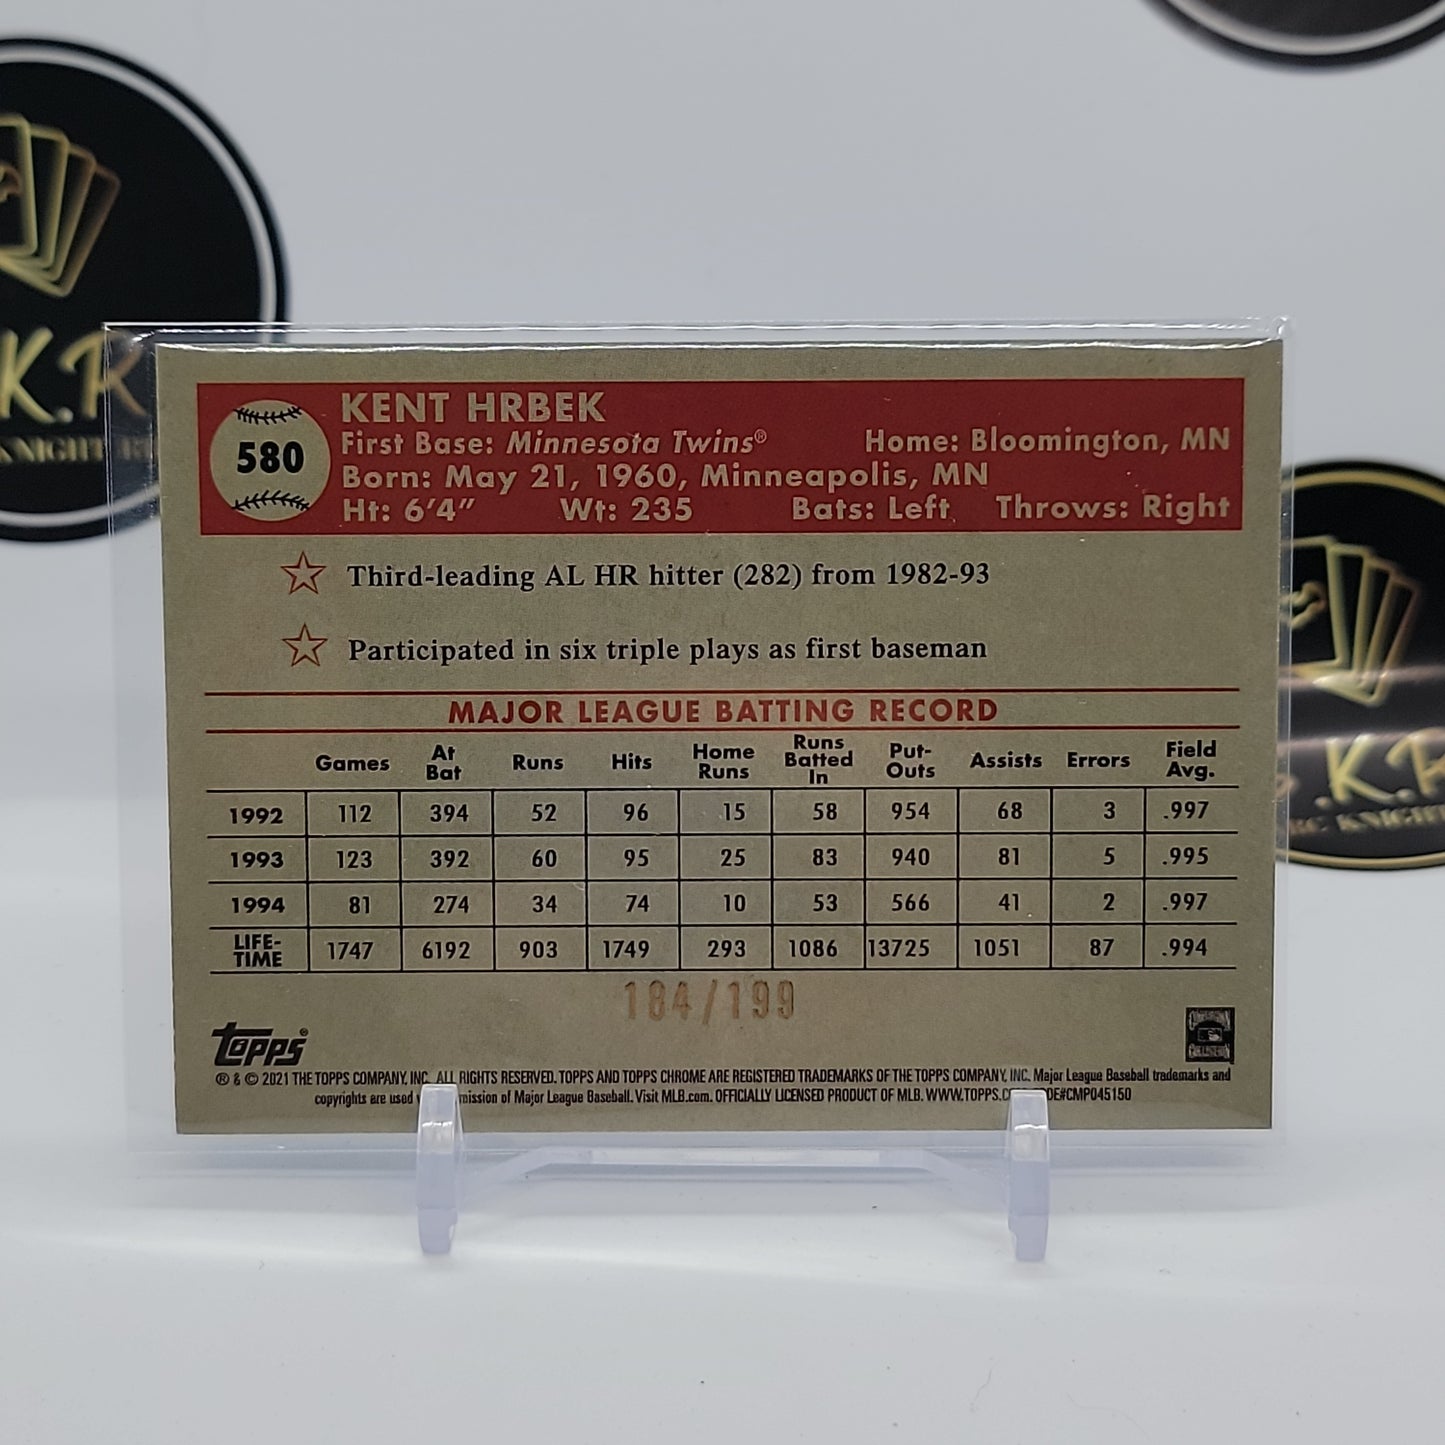 580
KENT HRBEK
First Base: Minnesota Twins® Home: Bloomington, MN
Born: May 21, 1960, Minneapolis, MN
Ht: 6'4" Wt: 235 Bats: Left Throws: Right
Third-leading AL HR hitter (282) from 1982-93
Participated in six triple plays as first baseman
MAJOR LEAGUE BATTING RECORD
Games At Bat Runs Hits Home Runs Runs Batted In Put-Outs Assists Errors Field Avg.
1992 112 394 52 96 15 58 954 68 3 .997
1993 123 392 60 95 25 83 940 81 5 .995
1994 81 274 34 74 10 53 566 41 2 .997
LIFE-TIME 1747 6192 903 1749 293 1086 13725 1051 87 .994
184/199
Topps®
® & © 2021 THE TOPPS COMPANY, INC. ALL RIGHTS RESERVED. TOPPS AND TOPPS CHROME ARE REGISTERED TRADEMARKS OF THE TOPPS COMPANY, INC. Major League Baseball trademarks and
copyrights are used mission of Major League Baseball. Visit MLB.com. OFFICIALLY LICENSED PRODUCT OF MLB. WWW.TOPPS.C DE#CMP045150
.K.K
KNIGHT
.K.K
KNIGHT